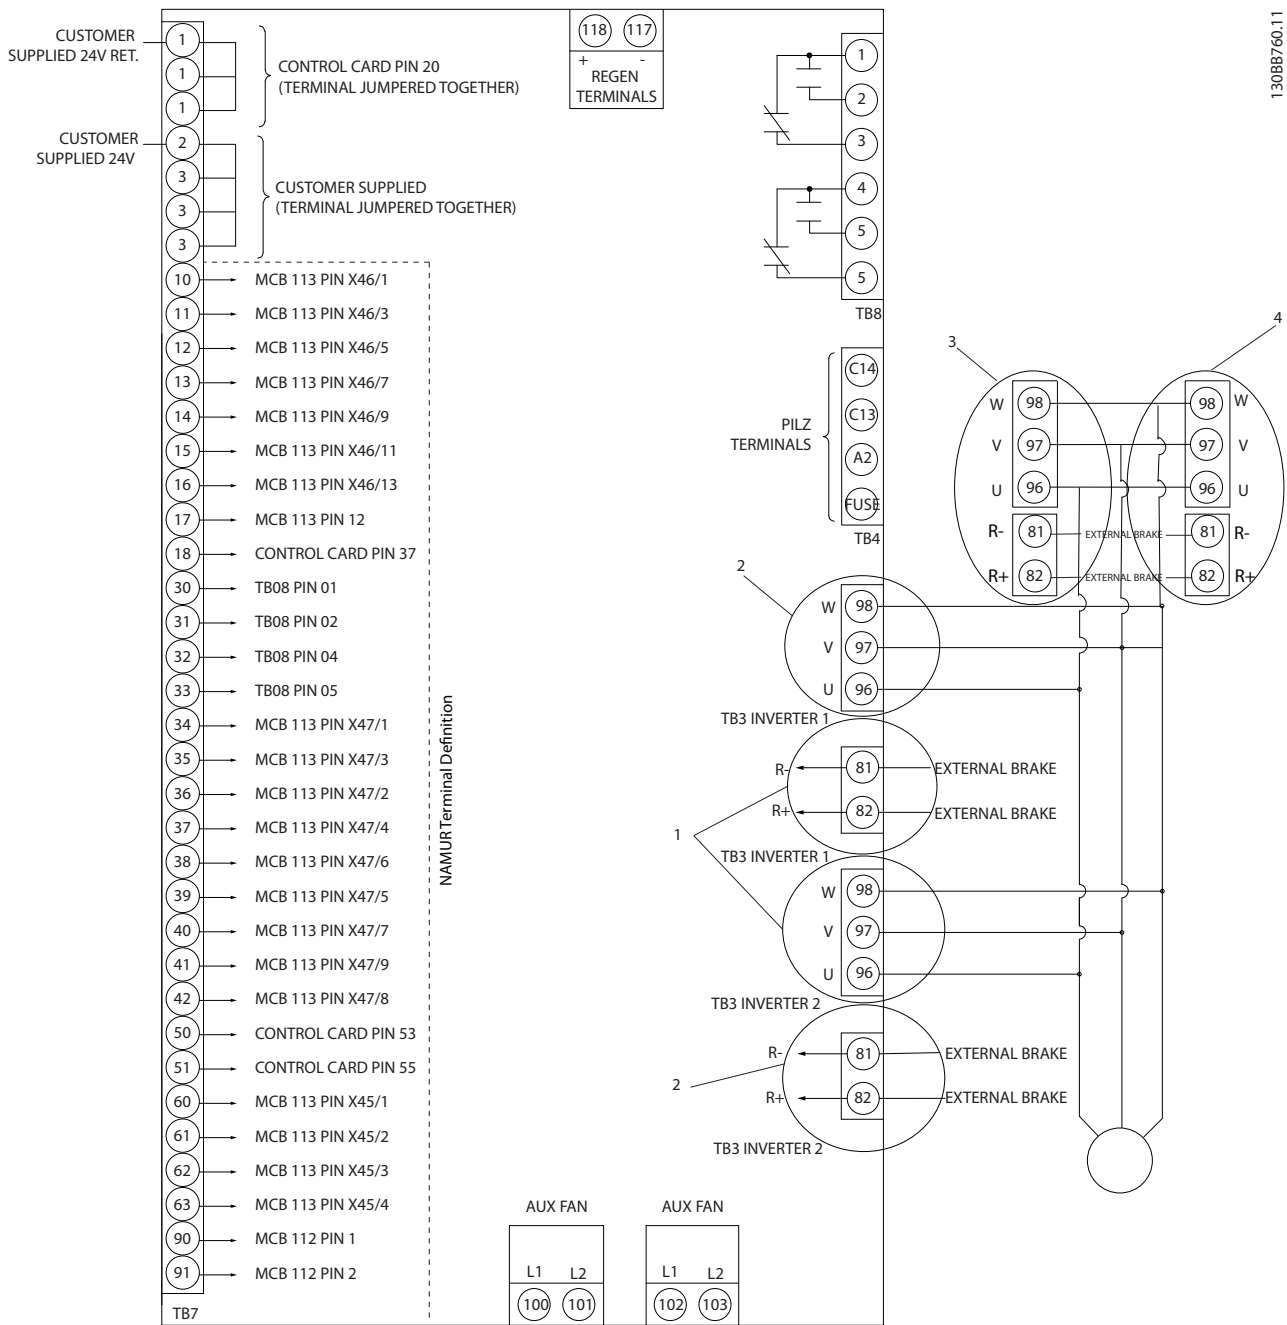 130BB760.11
CUSTOMER
SUPPLIED 24V RET.
1
1
1
CONTROL CARD PIN 20
(TERMINAL JUMPERED TOGETHER)
CUSTOMER
SUPPLIED 24V
2
3
3
3
CUSTOMER SUPPLIED
(TERMINAL JUMPERED TOGETHER)
10 MCB 113 PIN X46/1
11 MCB 113 PIN X46/3
12 MCB 113 PIN X46/5
13 MCB 113 PIN X46/7
14 MCB 113 PIN X46/9
15 MCB 113 PIN X46/11
16 MCB 113 PIN X46/13
17 MCB 113 PIN 12
18 CONTROL CARD PIN 37
30 TB08 PIN 01
31 TB08 PIN 02
32 TB08 PIN 04
33 TB08 PIN 05
34 MCB 113 PIN X47/1
35 MCB 113 PIN X47/3
36 MCB 113 PIN X47/2
37 MCB 113 PIN X47/4
38 MCB 113 PIN X47/6
39 MCB 113 PIN X47/5
40 MCB 113 PIN X47/7
41 MCB 113 PIN X47/9
42 MCB 113 PIN X47/8
50 CONTROL CARD PIN 53
51 CONTROL CARD PIN 55
60 MCB 113 PIN X45/1
61 MCB 113 PIN X45/2
62 MCB 113 PIN X45/3
63 MCB 113 PIN X45/4
90 MCB 112 PIN 1
91 MCB 112 PIN 2
TB7
NAMUR Terminal Definition
118 117
+ -
REGEN
TERMINALS
1
2
3
4
5
5
TB8
PILZ
TERMINALS
C14
C13
A2
FUSE
TB4
2
W 98
V 97
U 96
TB3 INVERTER 1
R- 81 EXTERNAL BRAKE
R+ 82 EXTERNAL BRAKE
1
TB3 INVERTER 1
W 98
V 97
U 96
TB3 INVERTER 2
R- 81 EXTERNAL BRAKE
2
R+ 82 EXTERNAL BRAKE
TB3 INVERTER 2
3
4
W 98 98 W
V 97 97 V
U 96 96 U
R- 81 EXTERNAL BRAKE 81 R-
R+ 82 EXTERNAL BRAKE 82 R+
AUX FAN
L1 L2
100 101
AUX FAN
L1 L2
102 103